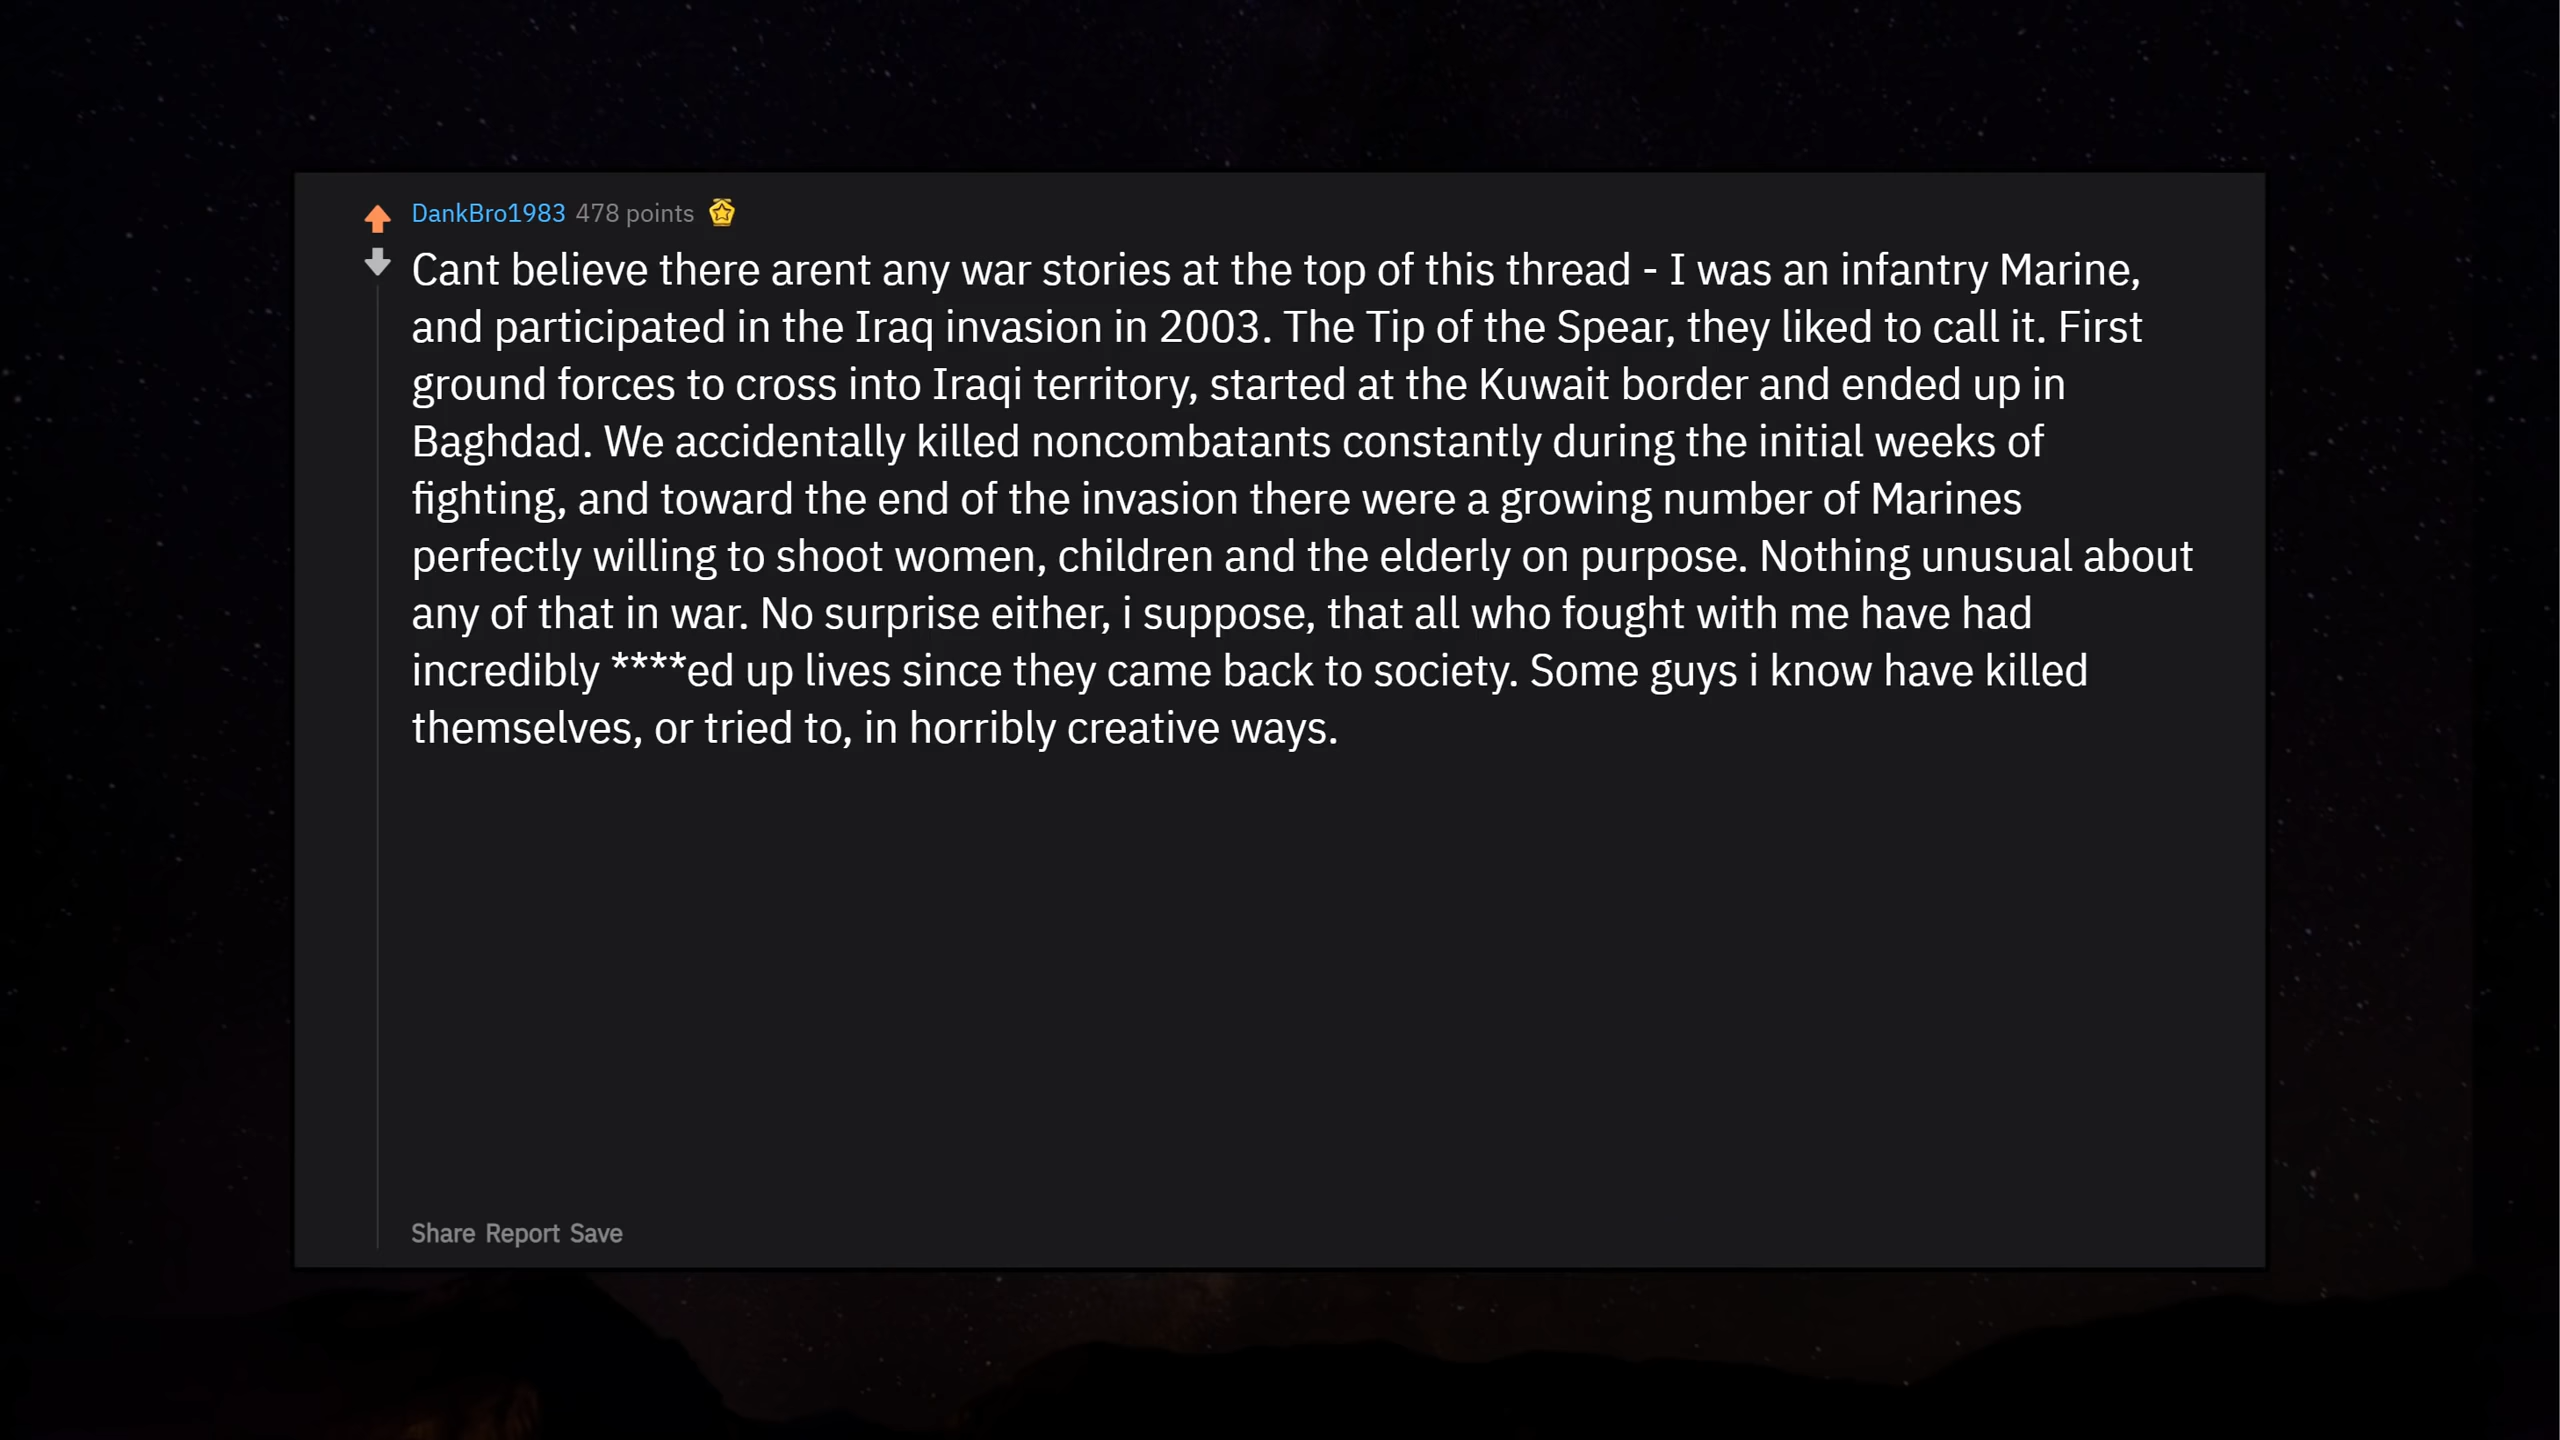 DankBro1983 478 points
Cant believe there arent any war stories at the top of this thread - I was an infantry Marine,
and participated in the Iraq invasion in 2003. The Tip of the Spear, they liked to call it. First
ground forces to cross into Iraqi territory, started at the Kuwait border and ended up in
Baghdad. We accidentally killed noncombatants constantly during the initial weeks of
fighting, and toward the end of the invasion there were a growing number of Marines
perfectly willing to shoot women, children and the elderly on purpose. Nothing unusual about
any of that in war. No surprise either, i suppose, that all who fought with me have had
incredibly ****ed up lives since they came back to society. Some guys i know have killed
themselves, or tried to, in horribly creative ways.
Share Report Save